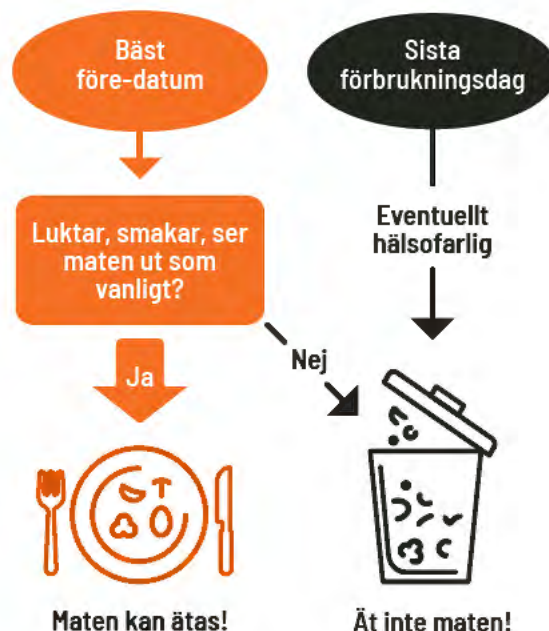 Bäst
före-datum
Sista
förbrukningsdag
Luktar, smakar, ser
maten ut som
vanligt?
Eventuellt
hälsofarlig
Ja
Nej
Maten kan ätas!
Ät inte maten!